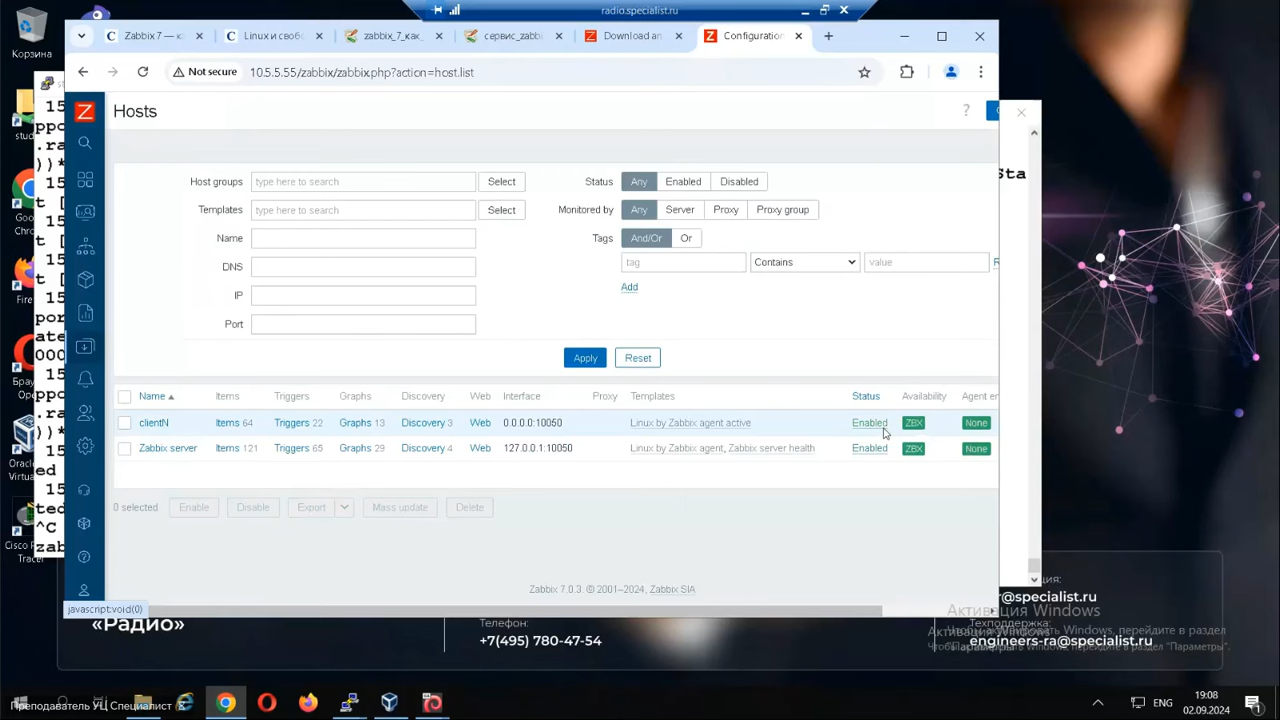 radio.specialist.ru
Корзина
Zabbix 7 — к
Linux и своб
zabbix_7_как_
сервис_zabbi
Download an
Configuration
Not secure
10.5.5.55/zabbix/zabbix.php?action=host.list
Hosts
?
Host groups
type here to search
Select
Status
Any
Enabled
Disabled
Templates
type here to search
Select
Monitored by
Any
Server
Proxy
Proxy group
Name
Tags
And/Or
Or
DNS
tag
Contains
value
Add
IP
Port
Apply
Reset
Name
Items
Triggers
Graphs
Discovery
Web
Interface
Proxy
Templates
Status
Availability
Agent en
clientN
Items 64
Triggers 22
Graphs 13
Discovery 3
Web
0.0.0.0:10050
Linux by Zabbix agent active
Enabled
ZBX
None
Zabbix server
Items 121
Triggers 65
Graphs 29
Discovery 4
Web
127.0.0.1:10050
Linux by Zabbix agent, Zabbix server health
Enabled
ZBX
None
0 selected
Enable
Disable
Export
Mass update
Delete
Zabbix 7.0.3. © 2001–2024, Zabbix SIA
javascript:void(0)
«Радио»
Телефон:
+7(495) 780-47-54
@specialist.ru
Активация Windows
Техподдержка:
engineers-ra@specialist.ru
Преподаватель УЦ Специалист
ENG
19:08
02.09.2024